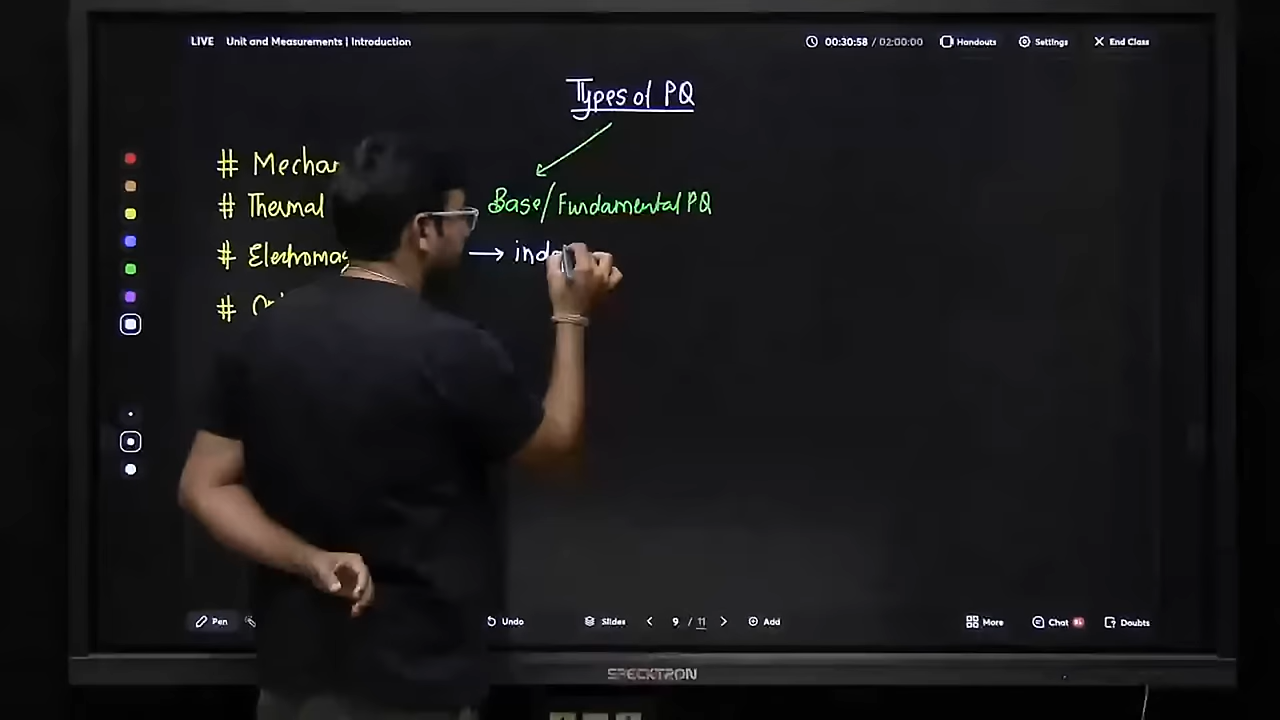 LIVE Unit and Measurements | Introduction 00:30:58 / 02:00:00 Handouts Settings End Class
Types of PQ
# Mechan
# Thermal
# Electromag
#
Base/Fundamental PQ
→ inde
Pen Undo Slides 9 / 11 Add More Chat Doubts
SPECKTRON